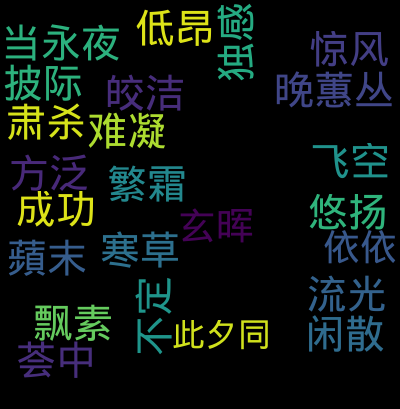 当永夜
低昂
独感
惊风
披际
皎洁
晚蕙丛
肃杀
难凝
飞空
方泛
繁霜
成功
玄晖
悠扬
蘋末
寒草
依依
不定
流光
飘素
此夕同
闲散
荟中